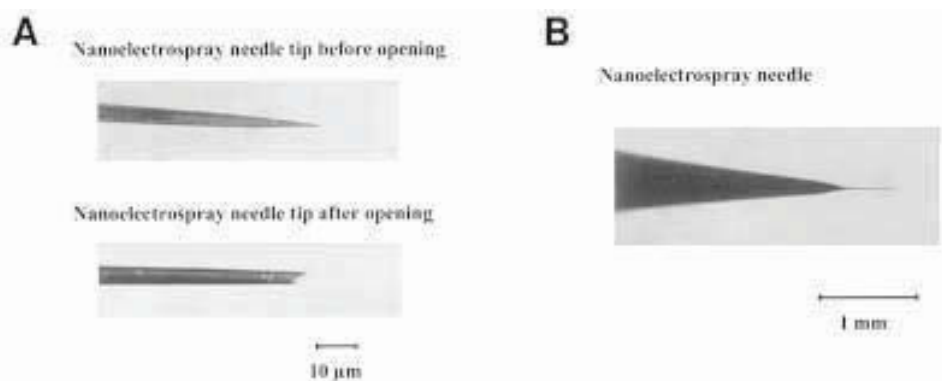 A
Nanoelectrospray needle tip before opening
Nanoelectrospray needle tip after opening
10 μm
B
Nanoelectrospray needle
1 mm